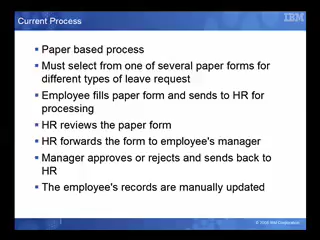 Current Process
IBM
Paper based process
Must select from one of several paper forms for
different types of leave request
Employee fills paper form and sends to HR for
processing
HR reviews the paper form
HR forwards the form to employee's manager
Manager approves or rejects and sends back to
HR
The employee's records are manually updated
IBM Corporation